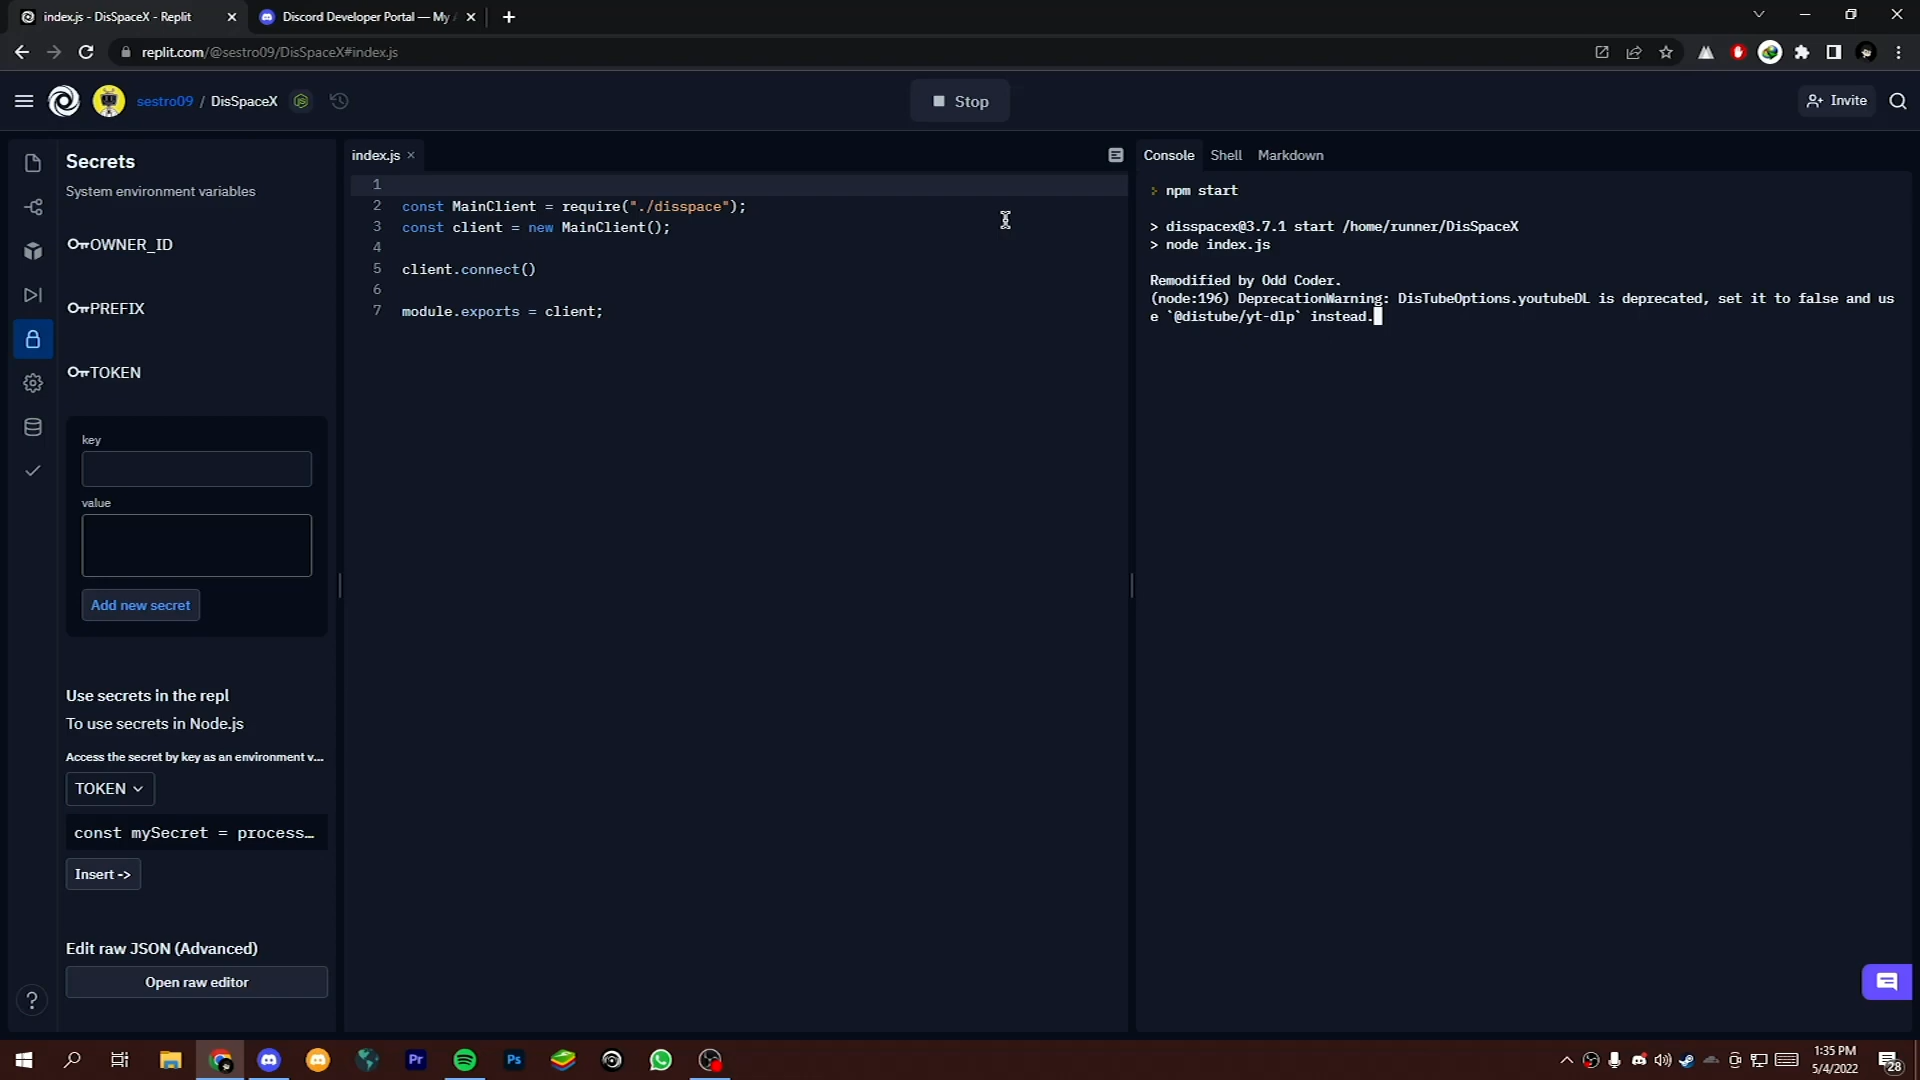 index.js - DisSpaceX - Replit
Discord Developer Portal — My A
replit.com/@sestro09/DisSpaceX#index.js
sestro09 / DisSpaceX
Stop
Invite
Secrets
System environment variables
OWNER_ID
PREFIX
TOKEN
key
value
Add new secret
Use secrets in the repl
To use secrets in Node.js
Access the secret by key as an environment v...
TOKEN
const mySecret = process…
Insert ->
Edit raw JSON (Advanced)
Open raw editor
?
index.js
1
2 const MainClient = require("./disspace");
3 const client = new MainClient();
4
5 client.connect()
6
7 module.exports = client;
Console Shell Markdown
npm start
> disspacex@3.7.1 start /home/runner/DisSpaceX
> node index.js
Remodified by Odd Coder.
(node:196) DeprecationWarning: DisTubeOptions.youtubeDL is deprecated, set it to false and us
e `@distube/yt-dlp` instead.
Pr
Ps
1:35 PM
5/4/2022
28